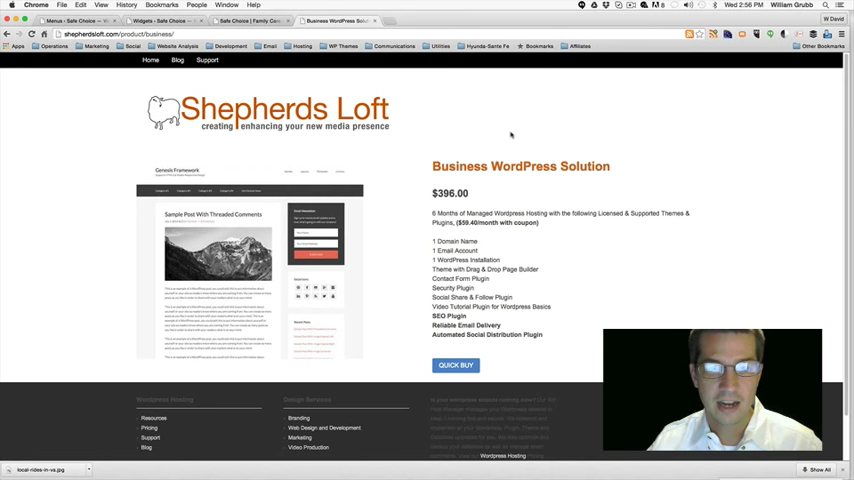 Chrome File Edit View History Bookmarks People Window Help
8 Wed 2:56 PM William Grubb
Menus - Safe Choice — Wo
Widgets - Safe Choice —
Safe Choice | Family Care
Business WordPress Solut
W David
shepherdsloft.com/product/business/
Apps Operations Marketing Social Website Analysis Development Email Hosting WP Themes Communications Utilities Hyunda-Sante Fe Bookmarks Affiliates Other Bookmarks
Home Blog Support
Shepherds Loft
creating enhancing your new media presence
Genesis Framework
Sample Post With Threaded Comments
Business WordPress Solution
$396.00
6 Months of Managed Wordpress Hosting with the following Licensed & Supported Themes &
Plugins, ($59.40/month with coupon)
1 Domain Name
1 Email Account
1 WordPress Installation
Theme with Drag & Drop Page Builder
Contact Form Plugin
Security Plugin
Social Share & Follow Plugin
Video Tutorial Plugin for Wordpress Basics
SEO Plugin
Reliable Email Delivery
Automated Social Distribution Plugin
QUICK BUY
Wordpress Hosting
Resources
Pricing
Support
Blog
Design Services
Branding
Web Design and Development
Marketing
Video Production
Wordpress Hosting
local-rides-in-va.jpg
Show All